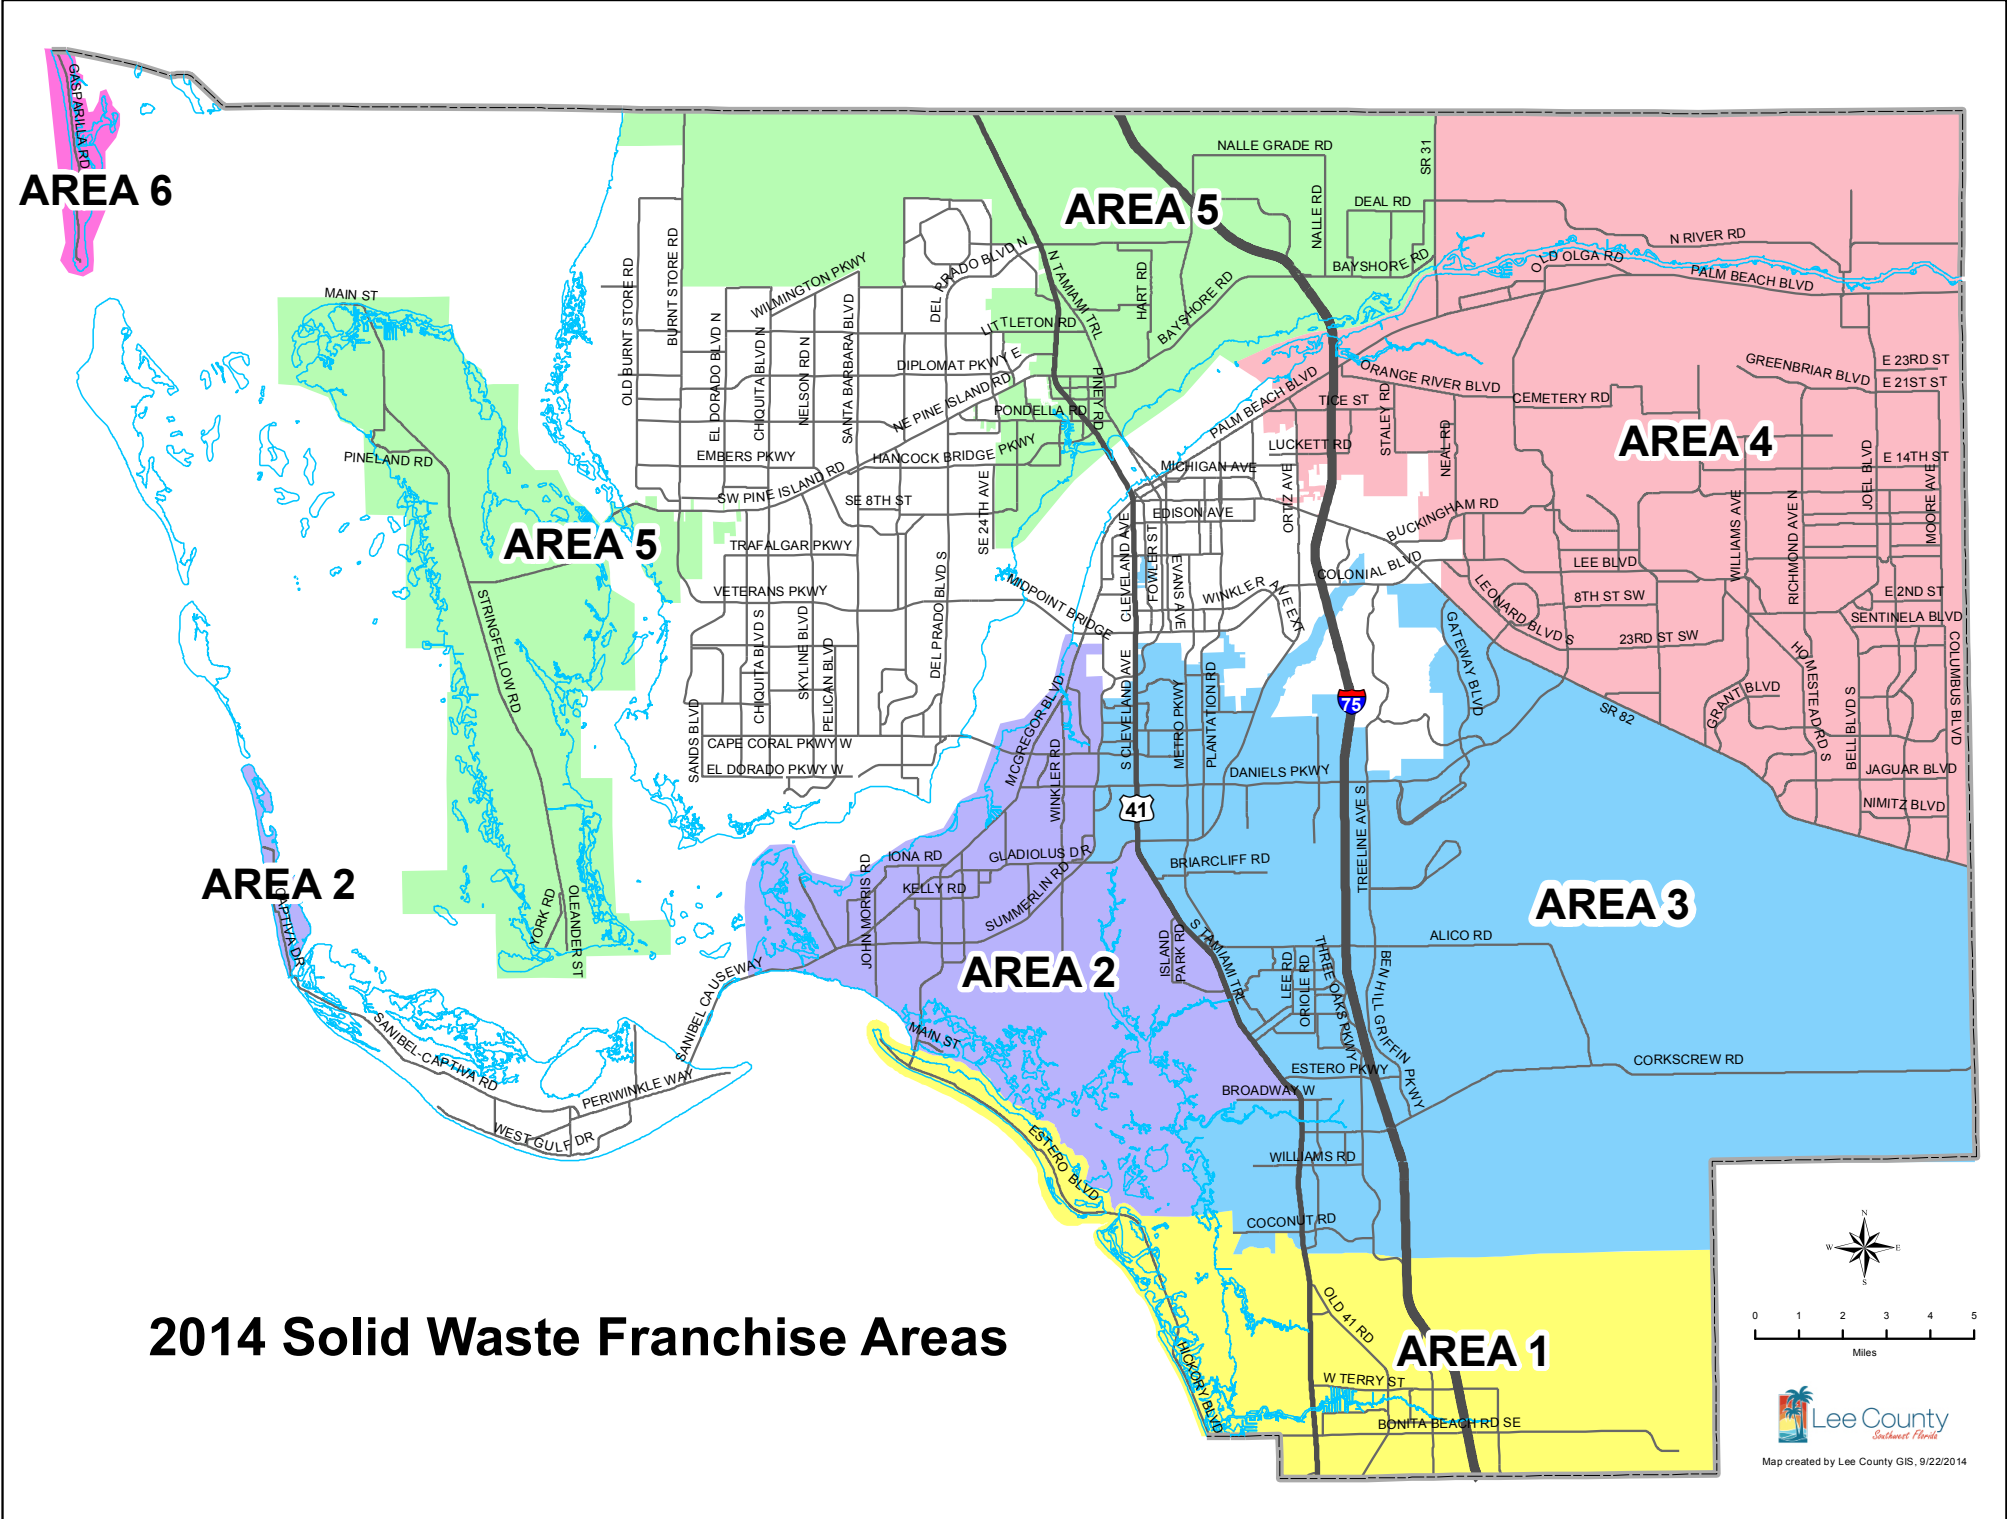 GASPARILLA RD
AREA 6
NALLE GRADE RD
SR 31
AREA 5
NALLE RD
DEAL RD
N RIVER RD
BAYSHORE RD
OLD OLGA RD
PALM BEACH BLVD
MAIN ST
OLD BURNT STORE RD
BURNT STORE RD
WILMINGTON PKWY
DEL PRADO BLVD N
N TAMIAMI TRL
HART RD
BAYSHORE RD
LITTLETON RD
EL DORADO BLVD N
CHIQUITA BLVD N
NELSON RD N
SANTA BARBARA BLVD
DIPLOMAT PKWY E
NE PINE ISLAND RD
PONDELLA RD
PINEY RD
PALM BEACH BLVD
ORANGE RIVER BLVD
TICE ST
STALEY RD
CEMETERY RD
GREENBRIAR BLVD
E 23RD ST
E 21ST ST
PINELAND RD
EMBERS PKWY
HANCOCK BRIDGE PKWY
LUCKETT RD
NEAL RD
AREA 4
JOEL BLVD
E 14TH ST
MOORE AVE
SW PINE ISLAND RD
SE 8TH ST
SE 24TH AVE
MICHIGAN AVE
EDISON AVE
ORTIZ AVE
BUCKINGHAM RD
WILLIAMS AVE
RICHMOND AVE N
AREA 5
TRAFALGAR PKWY
CLEVELAND AVE
FOWLER ST
EVANS AVE
COLONIAL BLVD
LEE BLVD
STRINGFELLOW RD
VETERANS PKWY
DEL PRADO BLVD S
MIDPOINT BRIDGE
WINKLER AVE EXT
LEONARD BLVD S
8TH ST SW
E 2ND ST
SENTINELA BLVD
CHIQUITA BLVD S
SKYLINE BLVD
PELICAN BLVD
GATEWAY BLVD
23RD ST SW
HOMESTEAD RD S
COLUMBUS BLVD
SANDS BLVD
MCGREGOR BLVD
S CLEVELAND AVE
METRO PKWY
PLANTATION RD
75
SR 82
GRANT BLVD
BELL BLVD S
CAPE CORAL PKWY W
EL DORADO PKWY W
WINKLER RD
DANIELS PKWY
JAGUAR BLVD
NIMITZ BLVD
41
TREELINE AVE S
AREA 2
CAPTIVA DR
YORK RD
OLEANDER ST
JOHN MORRIS RD
IONA RD
GLADIOLUS DR
KELLY RD
SUMMERLIN RD
BRIARCLIFF RD
AREA 3
SANIBEL CAUSEWAY
AREA 2
ISLAND
PARK RD
S TAMIAMI TRL
LEE RD
ORIOLE RD
THREE OAKS PKWY
BEN HILL GRIFFIN PKWY
ALICO RD
SANIBEL-CAPTIVA RD
PERIWINKLE WAY
WEST GULF DR
MAIN ST
ESTERO PKWY
CORKSCREW RD
BROADWAY W
ESTERO BLVD
WILLIAMS RD
COCONUT RD
N
W E
S
2014 Solid Waste Franchise Areas
HICKORY BLVD
OLD 41 RD
AREA 1
W TERRY ST
BONITA BEACH RD SE
0 1 2 3 4 5
Miles
Lee County
Southwest Florida
Map created by Lee County GIS, 9/22/2014